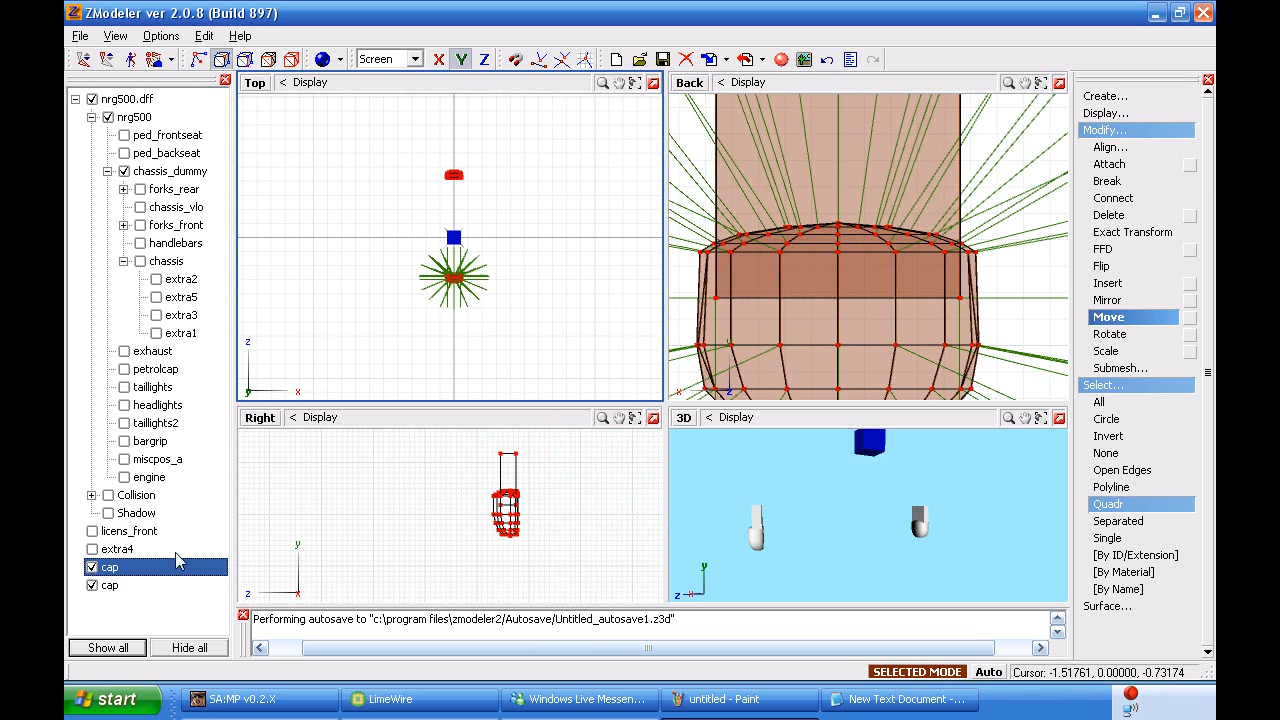 ZModeler ver 2.0.8 (Build 897)
File View Options Edit Help
Screen X Y Z
nrg500.dff
nrg500
ped_frontseat
ped_backseat
chassis_dummy
forks_rear
chassis_vlo
forks_front
handlebars
chassis
extra2
extra5
extra3
extra1
exhaust
petrolcap
taillights
headlights
taillights2
bargrip
miscpos_a
engine
Collision
Shadow
licens_front
extra4
cap
cap
Show all Hide all
Top < Display
z
y x
Back < Display
x z
Right < Display
y
z
3D < Display
y
z x
Create...
Display...
Modify...
Align...
Attach
Break
Connect
Delete
Exact Transform
FFD
Flip
Insert
Mirror
Move
Rotate
Scale
Submesh...
Select...
All
Circle
Invert
None
Open Edges
Polyline
Quadr
Separated
Single
[By ID/Extension]
[By Material]
[By Name]
Surface...
Performing autosave to "c:\program files\zmodeler2/Autosave/Untitled_autosave1.z3d"
SELECTED MODE Auto Cursor: -1.51761, 0.00000, -0.73174
start SA:MP v0.2.X LimeWire Windows Live Messen... untitled - Paint New Text Document -...